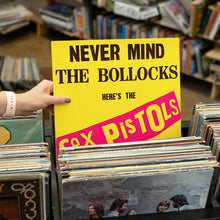 NEVER MIND
THE BOLLOCKS
HERE'S THE
SEX PISTOLS